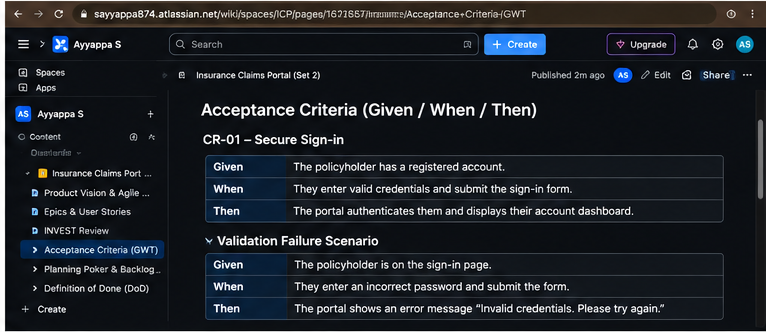 sayyappa874.atlassian.net/wiki/spaces/ICP/pages/
Acceptance+Criteria+(GWT
Ayyappa S
Search
+ Create
Upgrade
AS
Spaces
Apps
AS Ayyappa S
Content
Insurance Claims Port ...
Product Vision & Agile ...
Epics & User Stories
INVEST Review
Acceptance Criteria (GWT)
Planning Poker & Backlog...
Definition of Done (DoD)
+ Create
Insurance Claims Portal (Set 2)
Published 2m ago
AS
Edit
Share
Acceptance Criteria (Given / When / Then)
CR-01 – Secure Sign-in
Given The policyholder has a registered account.
When They enter valid credentials and submit the sign-in form.
Then The portal authenticates them and displays their account dashboard.
Validation Failure Scenario
Given The policyholder is on the sign-in page.
When They enter an incorrect password and submit the form.
Then The portal shows an error message “Invalid credentials. Please try again.”